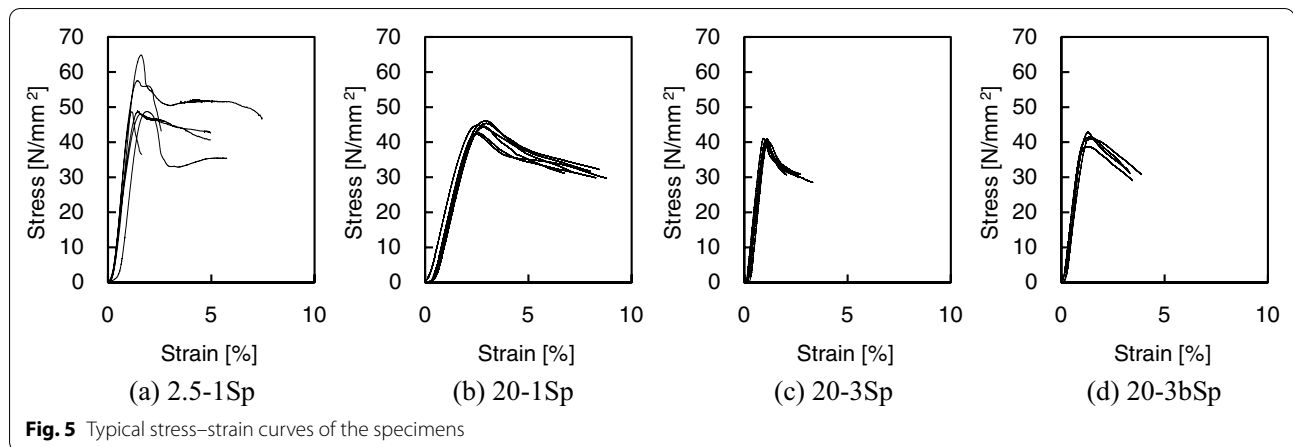 70
60
50
40
30
20
10
0
Stress [N/mm²]
0 5 10
Strain [%]
(a) 2.5-1Sp
70
60
50
40
30
20
10
0
Stress [N/mm²]
0 5 10
Strain [%]
(b) 20-1Sp
70
60
50
40
30
20
10
0
Stress [N/mm²]
0 5 10
Strain [%]
(c) 20-3Sp
70
60
50
40
30
20
10
0
Stress [N/mm²]
0 5 10
Strain [%]
(d) 20-3bSp
Fig. 5 Typical stress–strain curves of the specimens